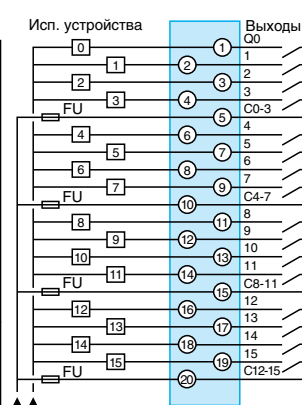 Исп. устройства Выходы
0 1 Q0
1 2 1
2 3 2
3 4 3
FU 5 C0-3
4 6 4
5 7 5
6 8 6
7 9 7
FU 10 C4-7
8 11 8
9 12 9
10 13 10
11 14 11
FU 15 C8-11
12 16 12
13 17 13
14 18 14
15 19 15
FU 20 C12-15